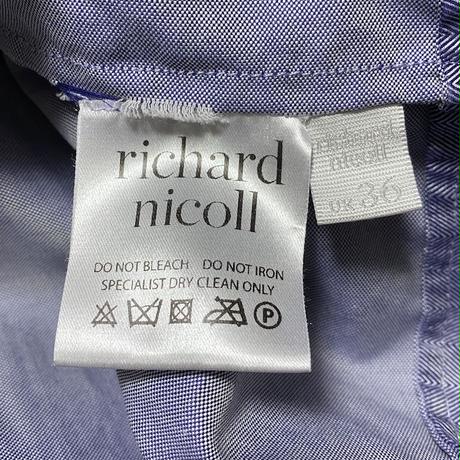 richard
nicoll
DO NOT BLEACH DO NOT IRON
SPECIALIST DRY CLEAN ONLY
P
richard
nicoll
UK 36